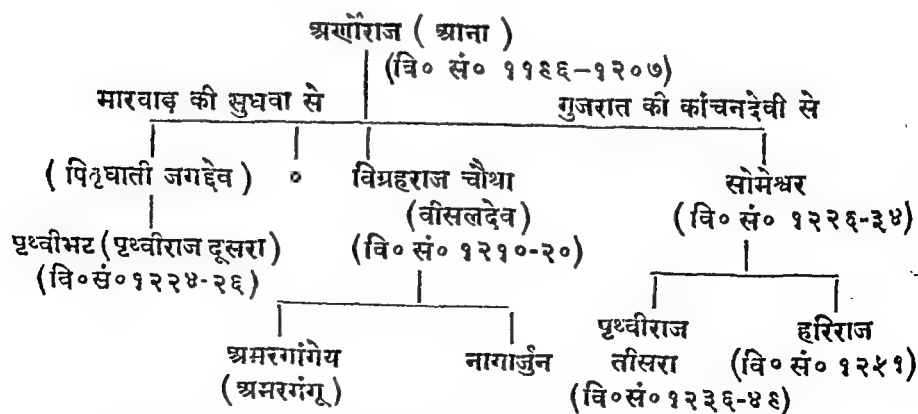 अर्णोराज ( आना )
(वि० सं० ११९६–१२०७)
मारवाड़ की सुधवा से गुजरात की कांचनदेवी से
( पितृघाती जगद्देव ) ० विग्रहराज चौथा सोमेश्वर
(वीसलदेव) (वि० सं० १२२६-३४)
पृथ्वीभट (पृथ्वीराज दूसरा) (वि० सं० १२१०-२०)
(वि०सं०१२२४-२६)
पृथ्वीराज हरिराज
अमरगांगेय नागार्जुन तीसरा (वि० सं० १२५१)
(अमरगंगू) (वि०सं०१२३६-४९)